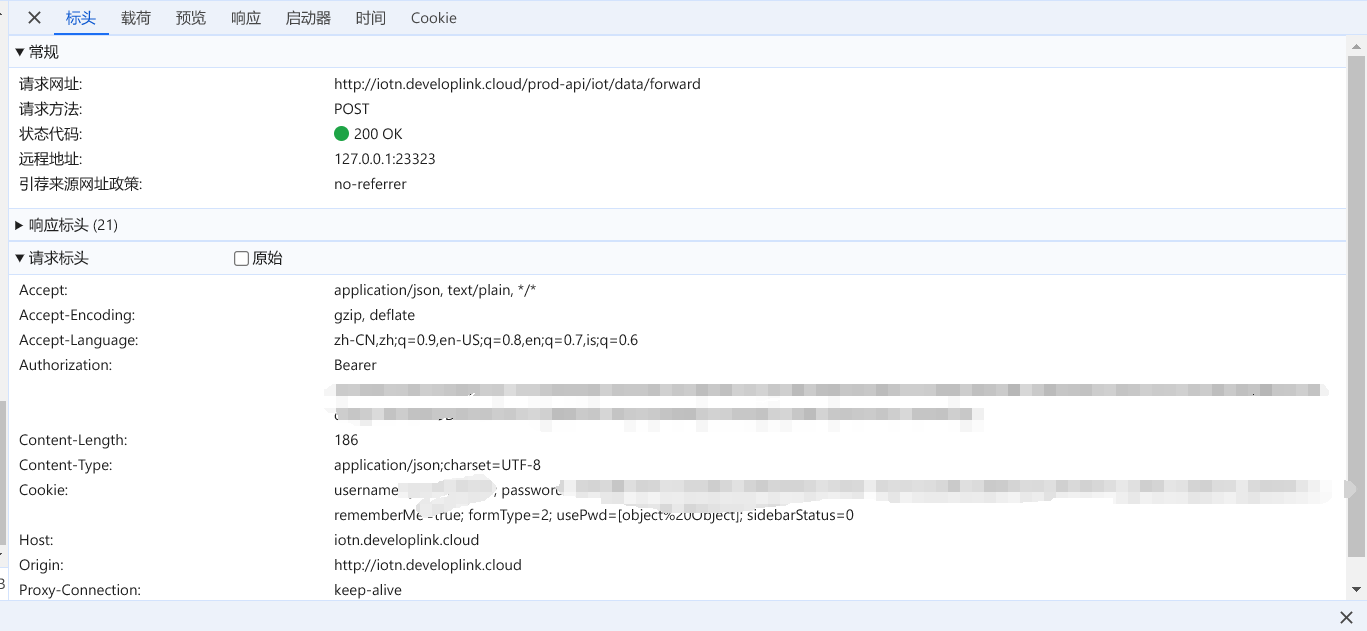 标头 载荷 预览 响应 启动器 时间 Cookie
常规
请求网址: http://iotn.developlink.cloud/prod-api/iot/data/forward
请求方法: POST
状态代码: 200 OK
远程地址: 127.0.0.1:23323
引荐来源网址政策: no-referrer
响应标头 (21)
请求标头 原始
Accept: application/json, text/plain, */*
Accept-Encoding: gzip, deflate
Accept-Language: zh-CN,zh;q=0.9,en-US;q=0.8,en;q=0.7,is;q=0.6
Authorization: Bearer
Content-Length: 186
Content-Type: application/json;charset=UTF-8
Cookie: username ; password
rememberMe=true; formType=2; usePwd=[object%20Object]; sidebarStatus=0
Host: iotn.developlink.cloud
Origin: http://iotn.developlink.cloud
3
Proxy-Connection: keep-alive